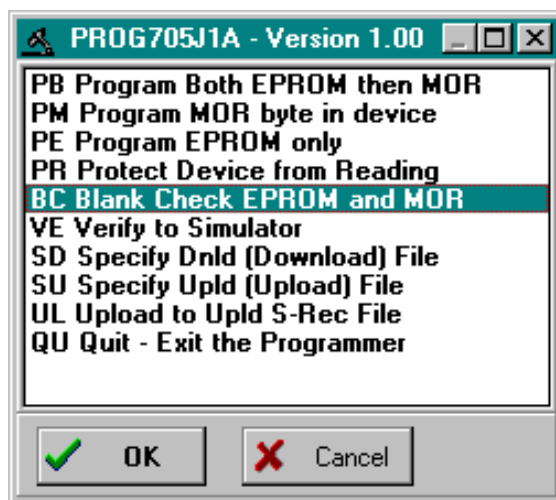 PROG705J1A - Version 1.00
PB Program Both EPROM then MOR
PM Program MOR byte in device
PE Program EPROM only
PR Protect Device from Reading
BC Blank Check EPROM and MOR
VE Verify to Simulator
SD Specify Dnld (Download) File
SU Specify Upld (Upload) File
UL Upload to Upld S-Rec File
QU Quit - Exit the Programmer
OK
Cancel